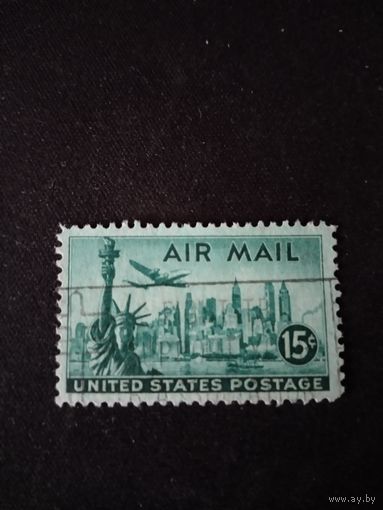 AIR MAIL
15¢
UNITED STATES POSTAGE
www.ay.by